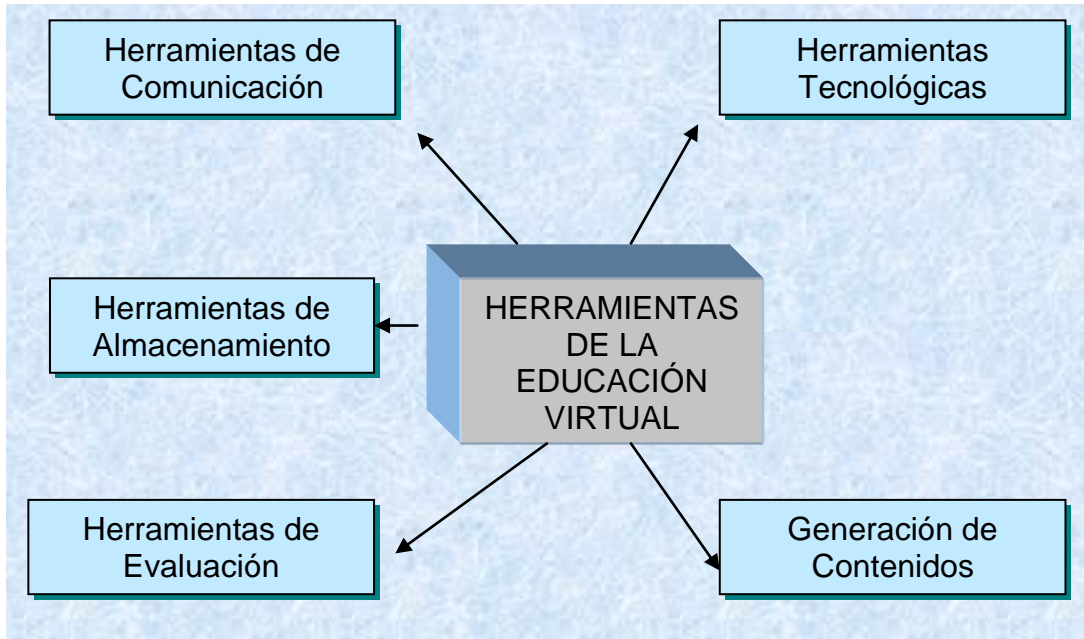 Herramientas de
Comunicación
Herramientas
Tecnológicas
Herramientas de
Almacenamiento
HERRAMIENTAS
DE LA
EDUCACIÓN
VIRTUAL
Herramientas de
Evaluación
Generación de
Contenidos